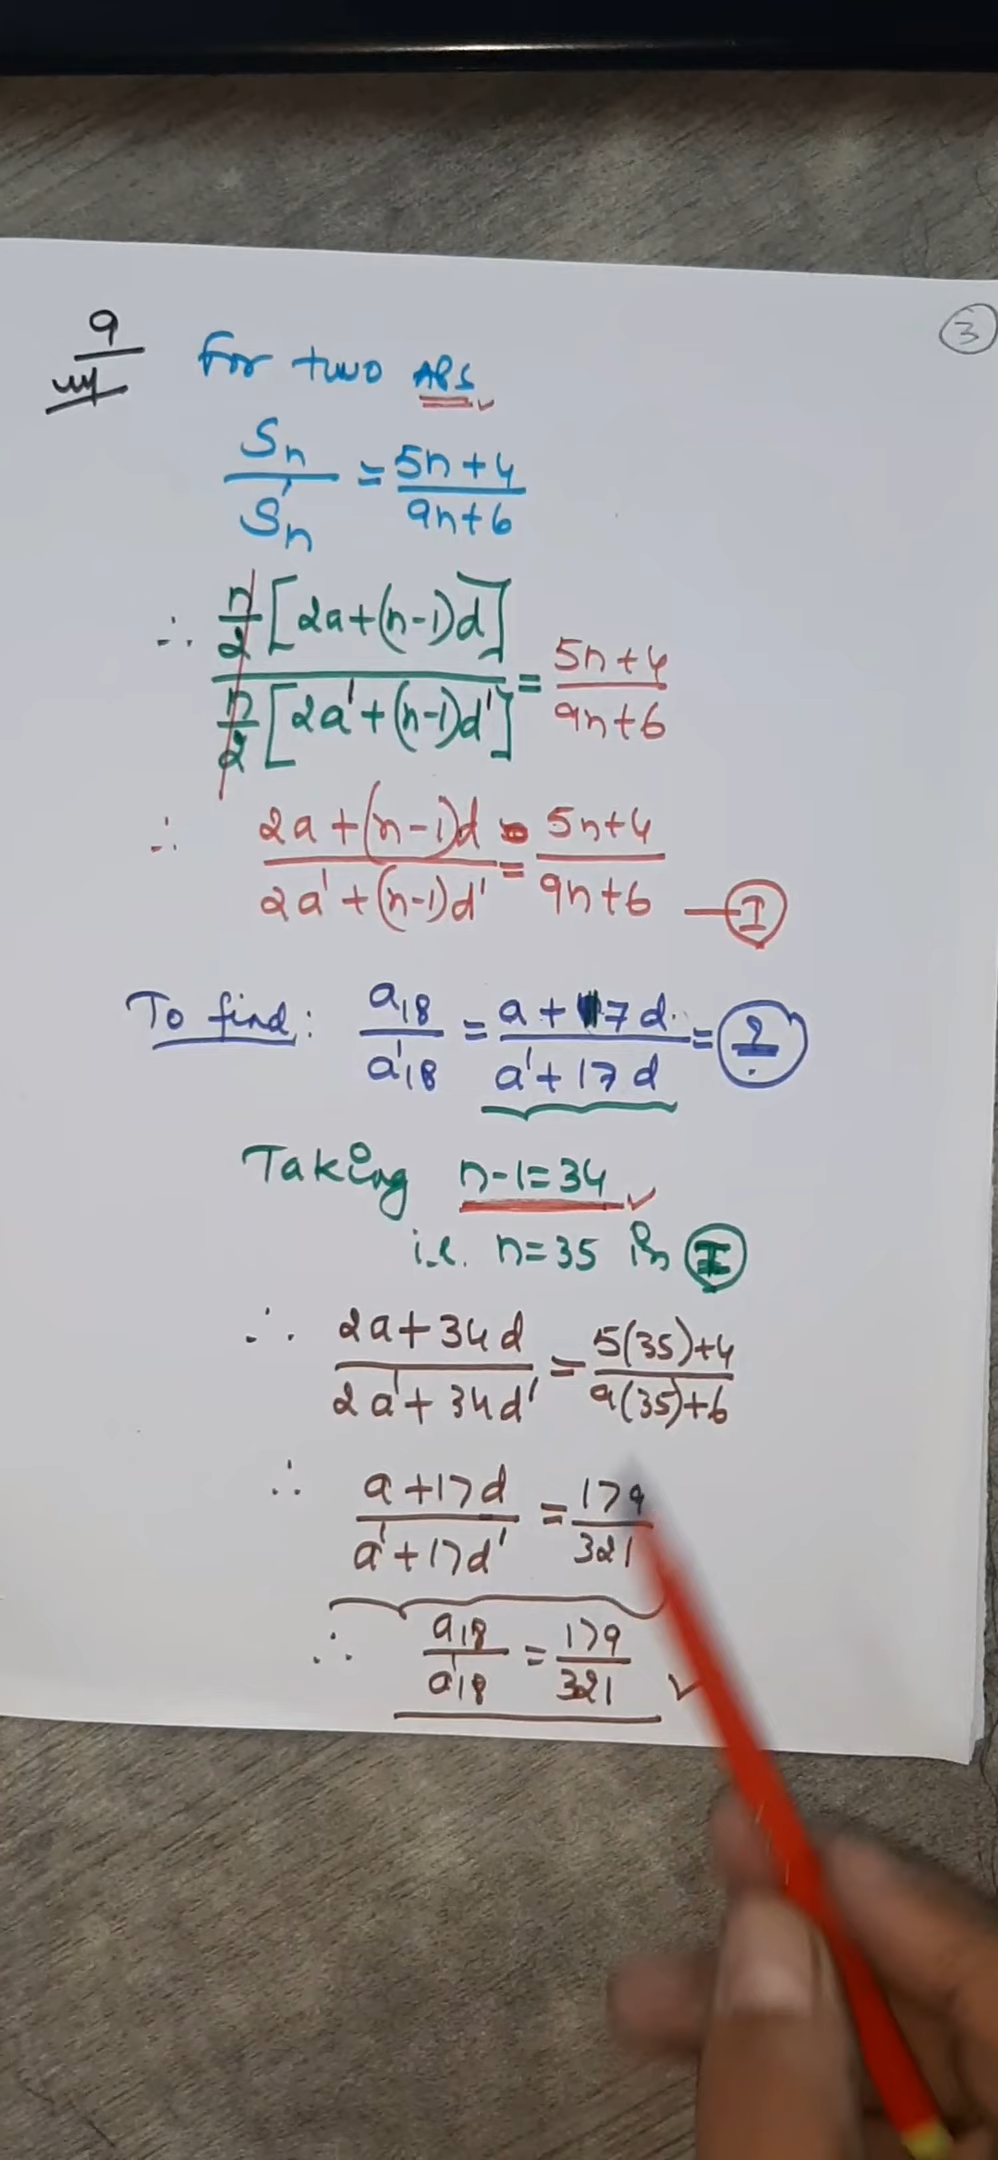 3
9 For two APS
Sn/S'n = 5n+4/9n+6
∴ n/2[2a+(n-1)d]/n/2[2a'+(n-1)d'] = 5n+4/9n+6
∴ 2a+(n-1)d/2a'+(n-1)d' = 5n+4/9n+6 — I
To find: a18/a'18 = a+17d/a'+17d = ?
Taking n-1=34
i.e. n=35 in I
∴ 2a+34d/2a'+34d' = 5(35)+4/9(35)+6
∴ a+17d/a'+17d' = 179/321
∴ a18/a'18 = 179/321